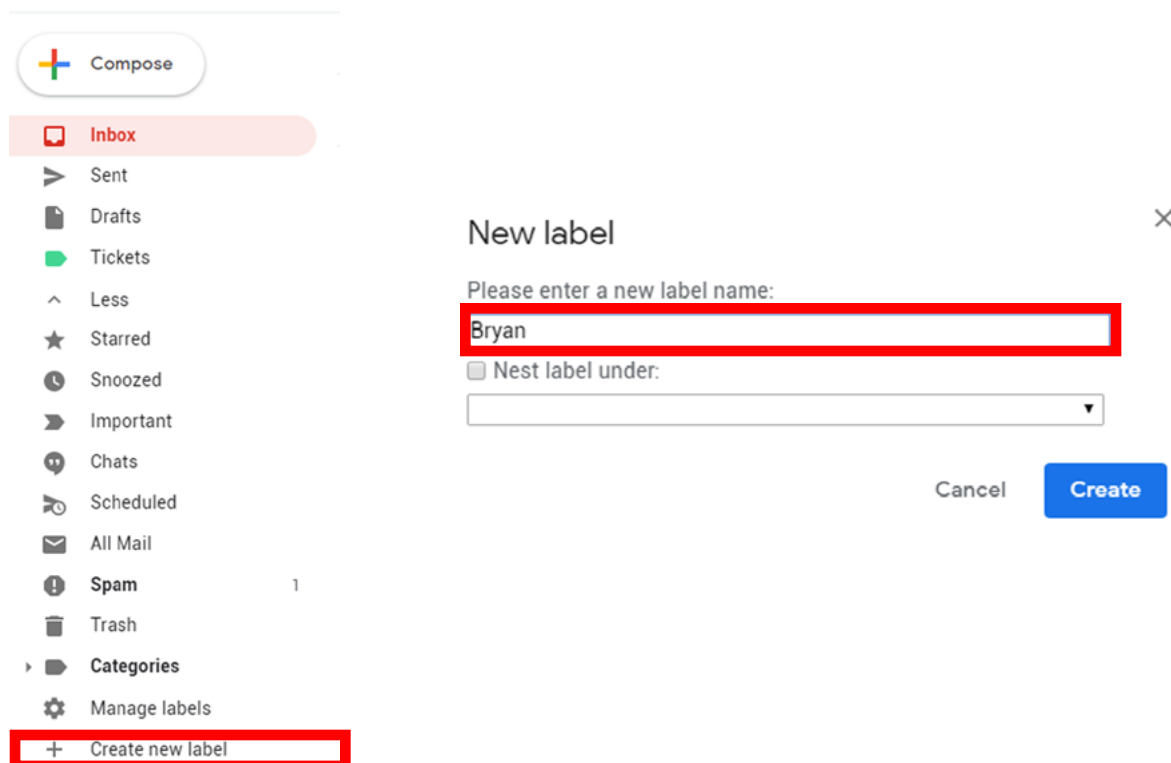 Compose
Inbox
Sent
Drafts
Tickets
Less
Starred
Snoozed
Important
Chats
Scheduled
All Mail
Spam 1
Trash
Categories
Manage labels
Create new label
New label
Please enter a new label name:
Bryan
Nest label under:
Cancel Create